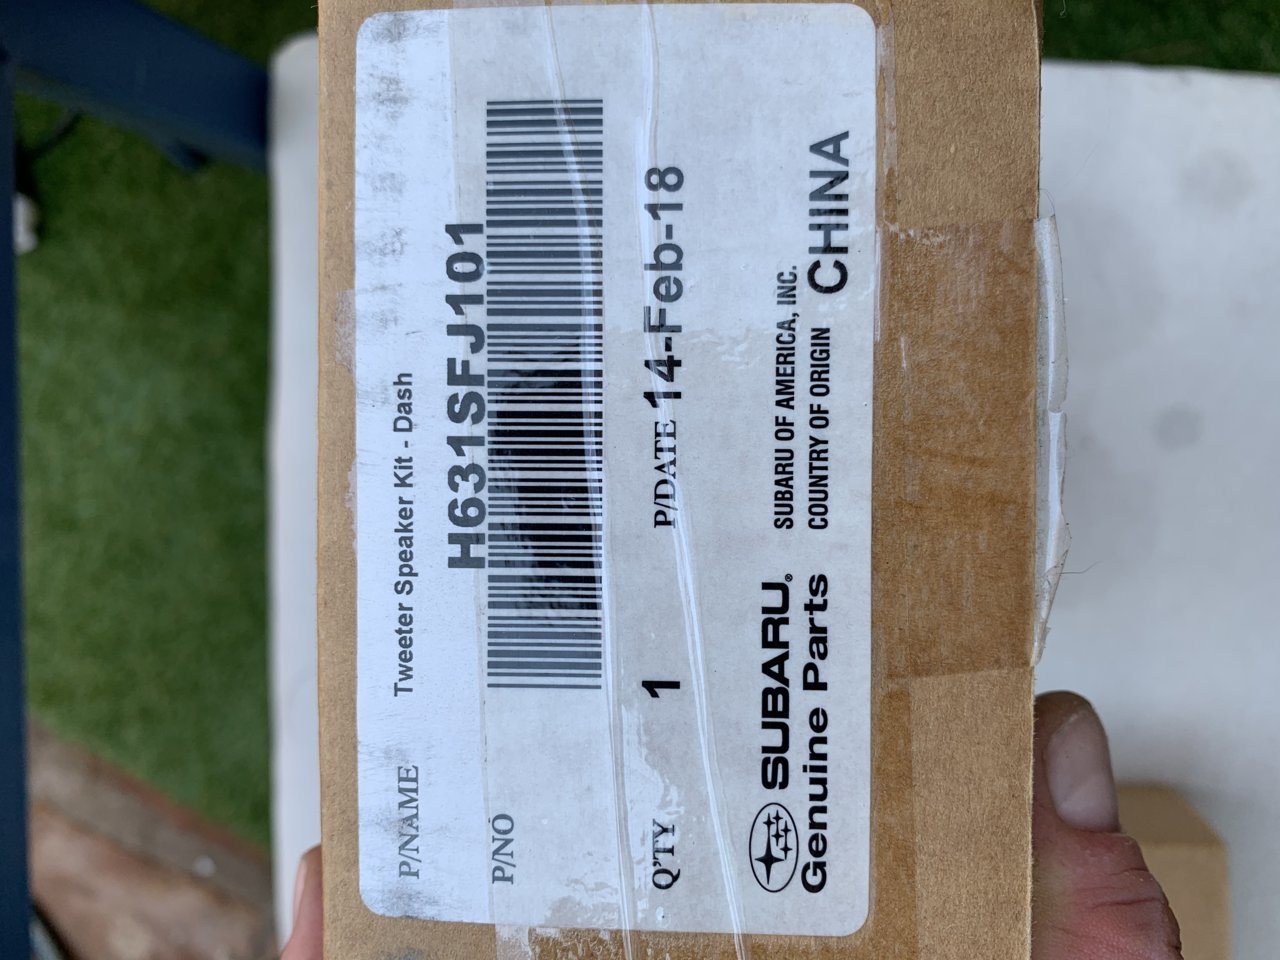 P/NAME Tweeter Speaker Kit - Dash
P/NO H631SFJ101
Q'TY 1 P/DATE 14-Feb-18
SUBARU® SUBARU OF AMERICA, INC.
Genuine Parts COUNTRY OF ORIGIN CHINA